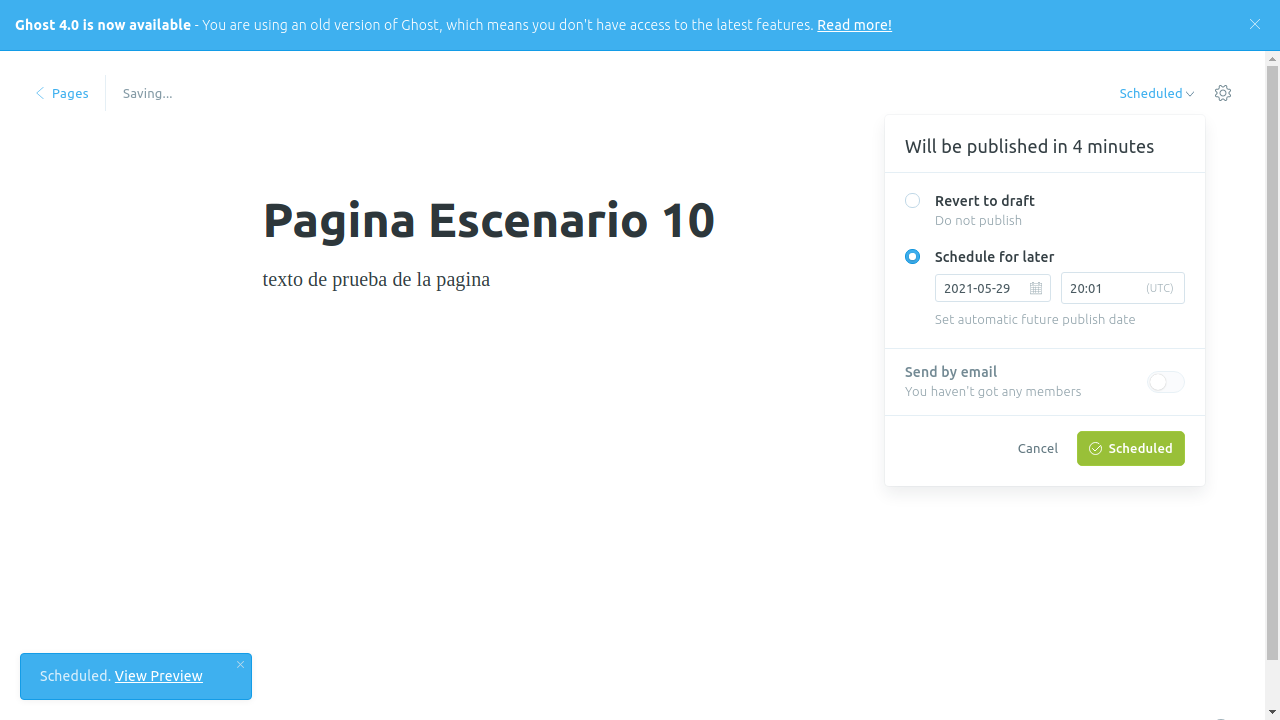 Ghost 4.0 is now available - You are using an old version of Ghost, which means you don't have access to the latest features. Read more!
Pages
Saving...
Scheduled
Will be published in 4 minutes
Pagina Escenario 10
texto de prueba de la pagina
Revert to draft
Do not publish
Schedule for later
2021-05-29
20:01 (UTC)
Set automatic future publish date
Send by email
You haven't got any members
Cancel
Scheduled
Scheduled. View Preview